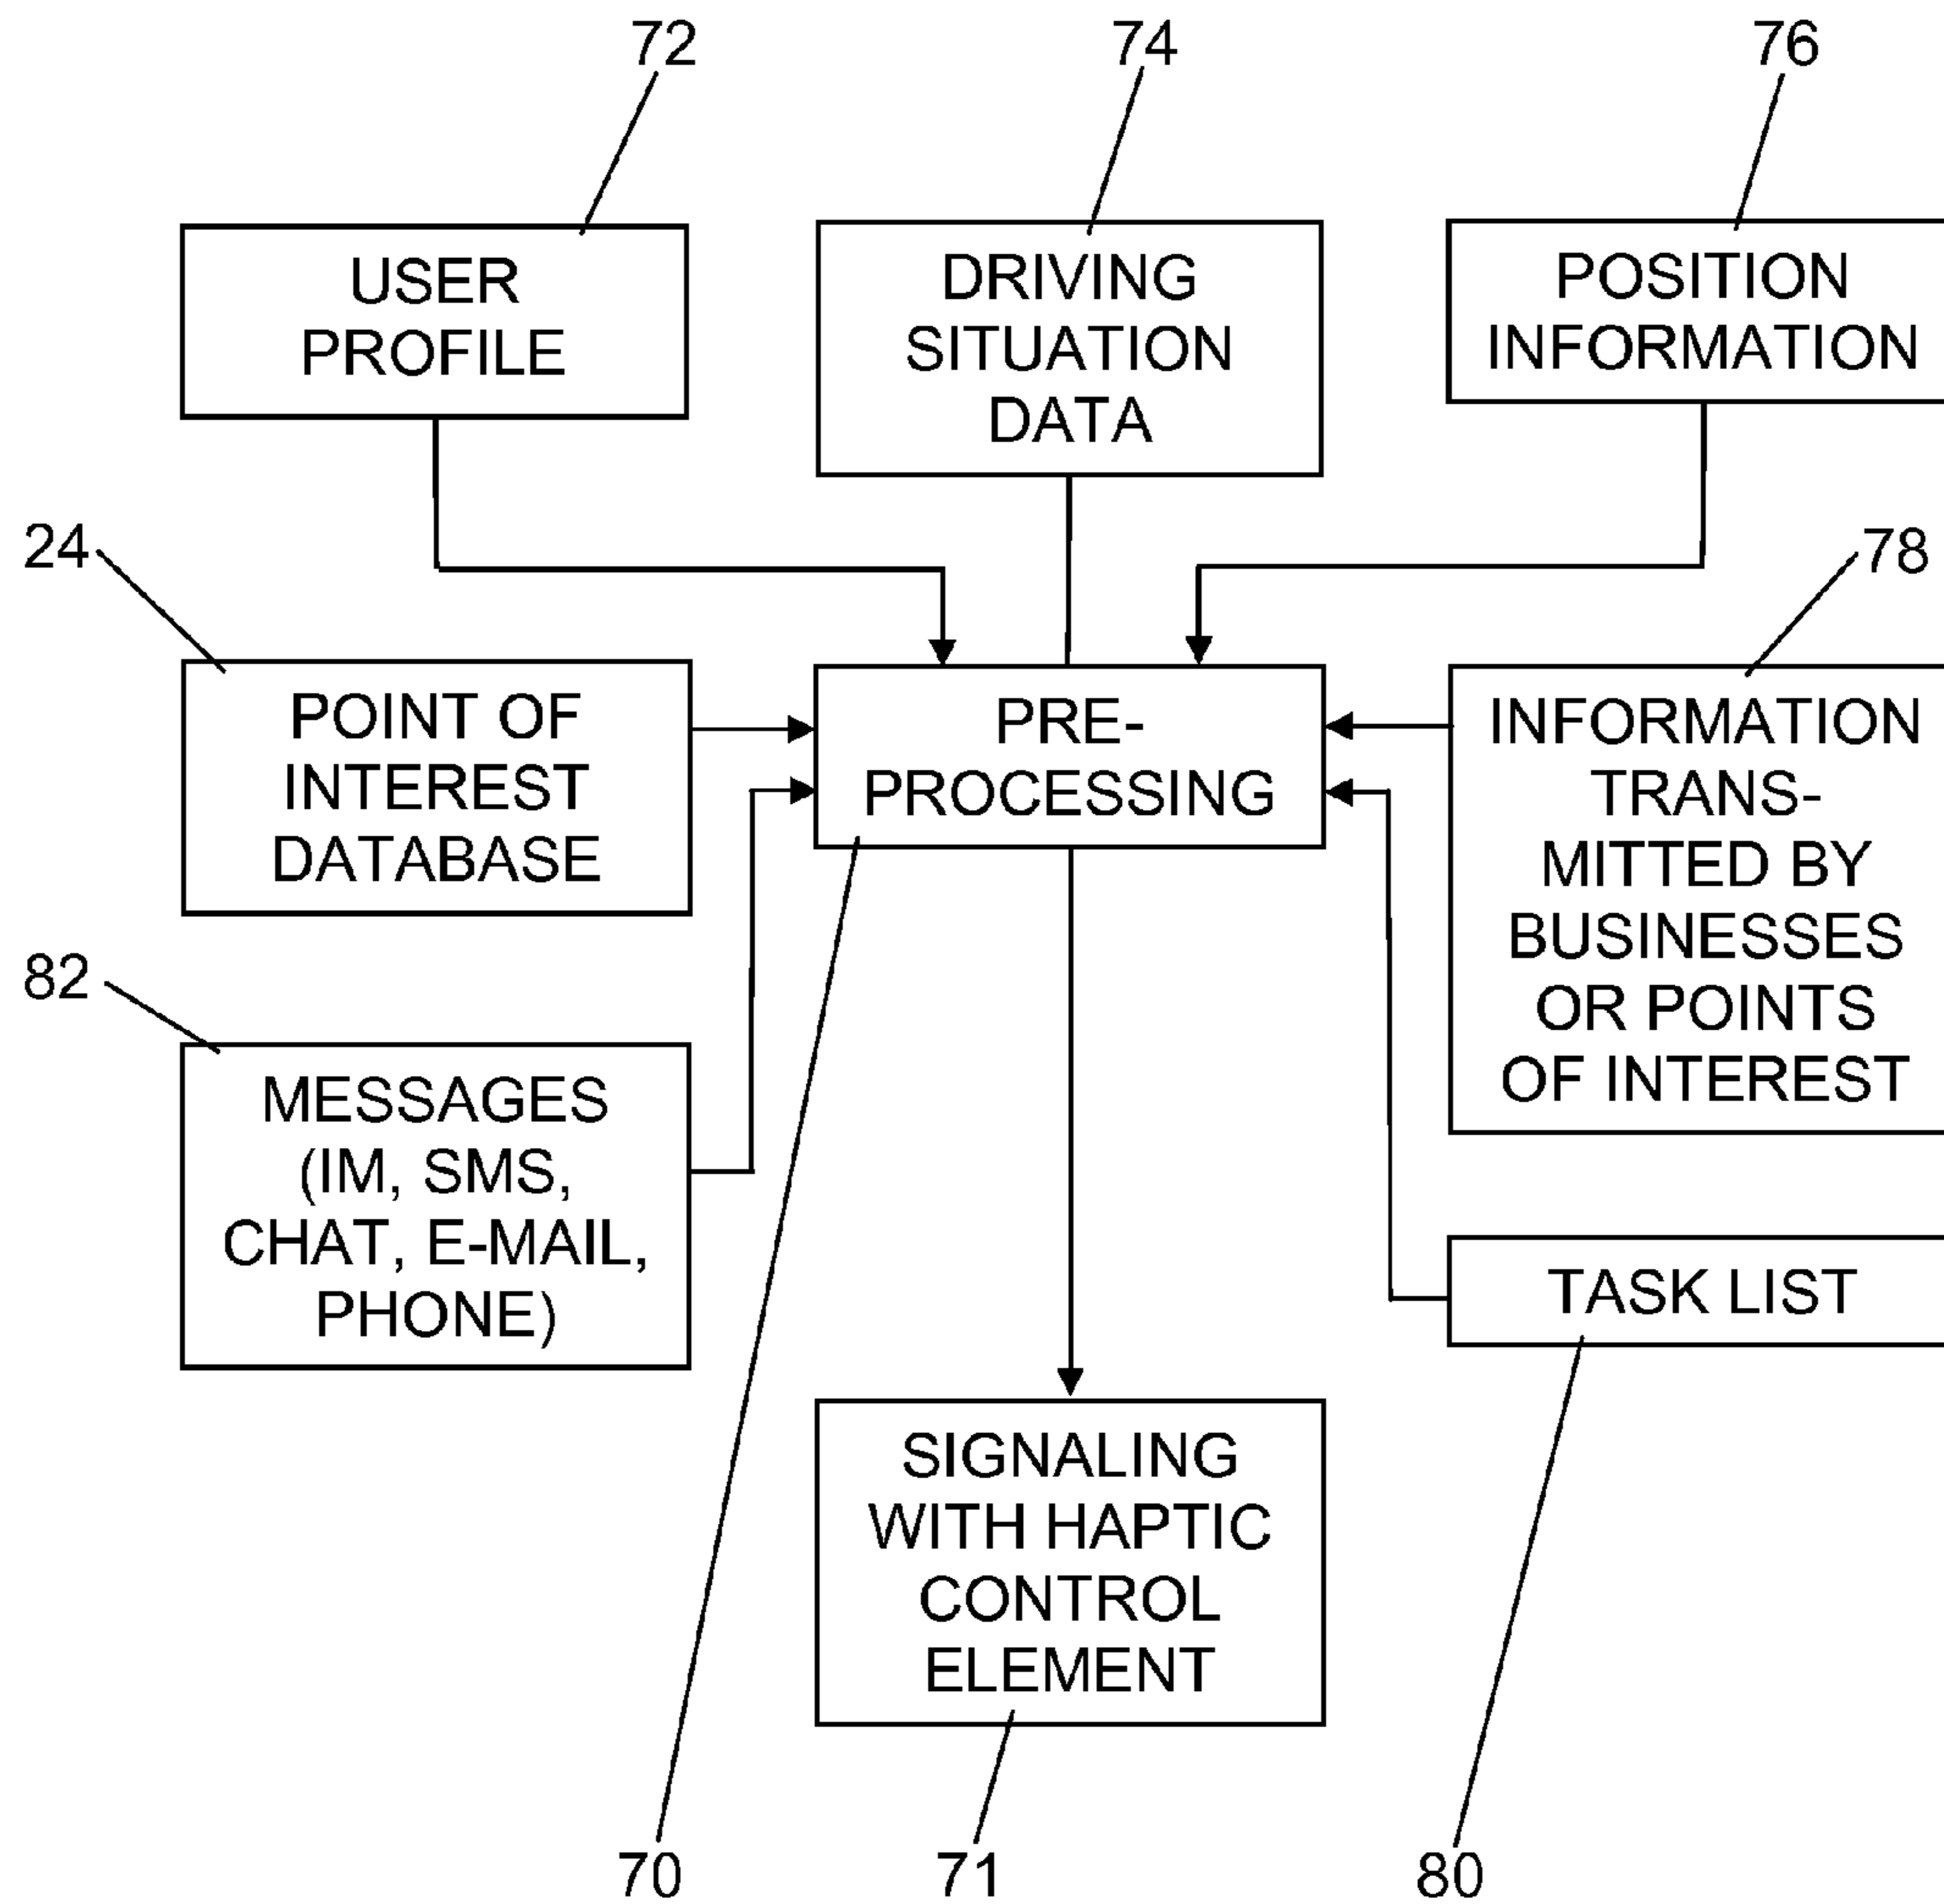 72
74
76
USER
PROFILE
DRIVING
SITUATION
DATA
POSITION
INFORMATION
24
78
POINT OF
INTEREST
DATABASE
PRE-
PROCESSING
INFORMATION
TRANS-
MITTED BY
BUSINESSES
OR POINTS
OF INTEREST
82
MESSAGES
(IM, SMS,
CHAT, E-MAIL,
PHONE)
TASK LIST
SIGNALING
WITH HAPTIC
CONTROL
ELEMENT
70
71
80